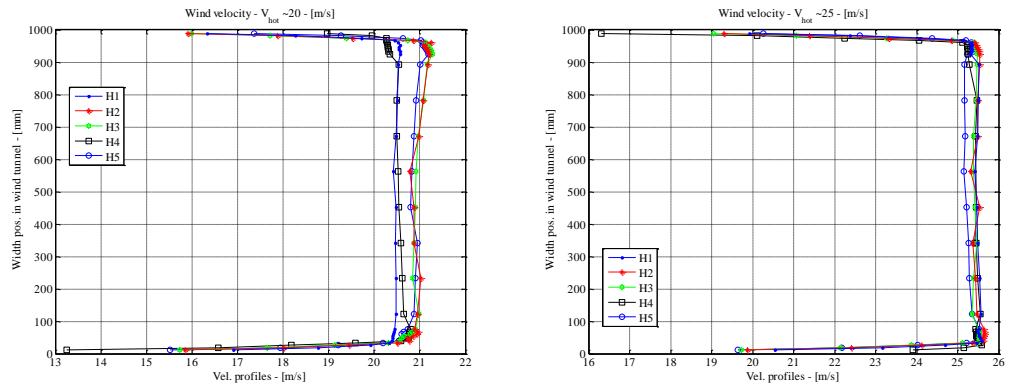 Wind velocity - V_hot ~20 - [m/s]
Width pos. in wind tunnel - [mm]
1000
900
800
700
600
500
400
300
200
100
0
H1
H2
H3
H4
H5
13 14 15 16 17 18 19 20 21 22
Vel. profiles - [m/s]
Wind velocity - V_hot ~25 - [m/s]
Width pos. in wind tunnel - [mm]
1000
900
800
700
600
500
400
300
200
100
0
H1
H2
H3
H4
H5
16 17 18 19 20 21 22 23 24 25 26
Vel. profiles - [m/s]